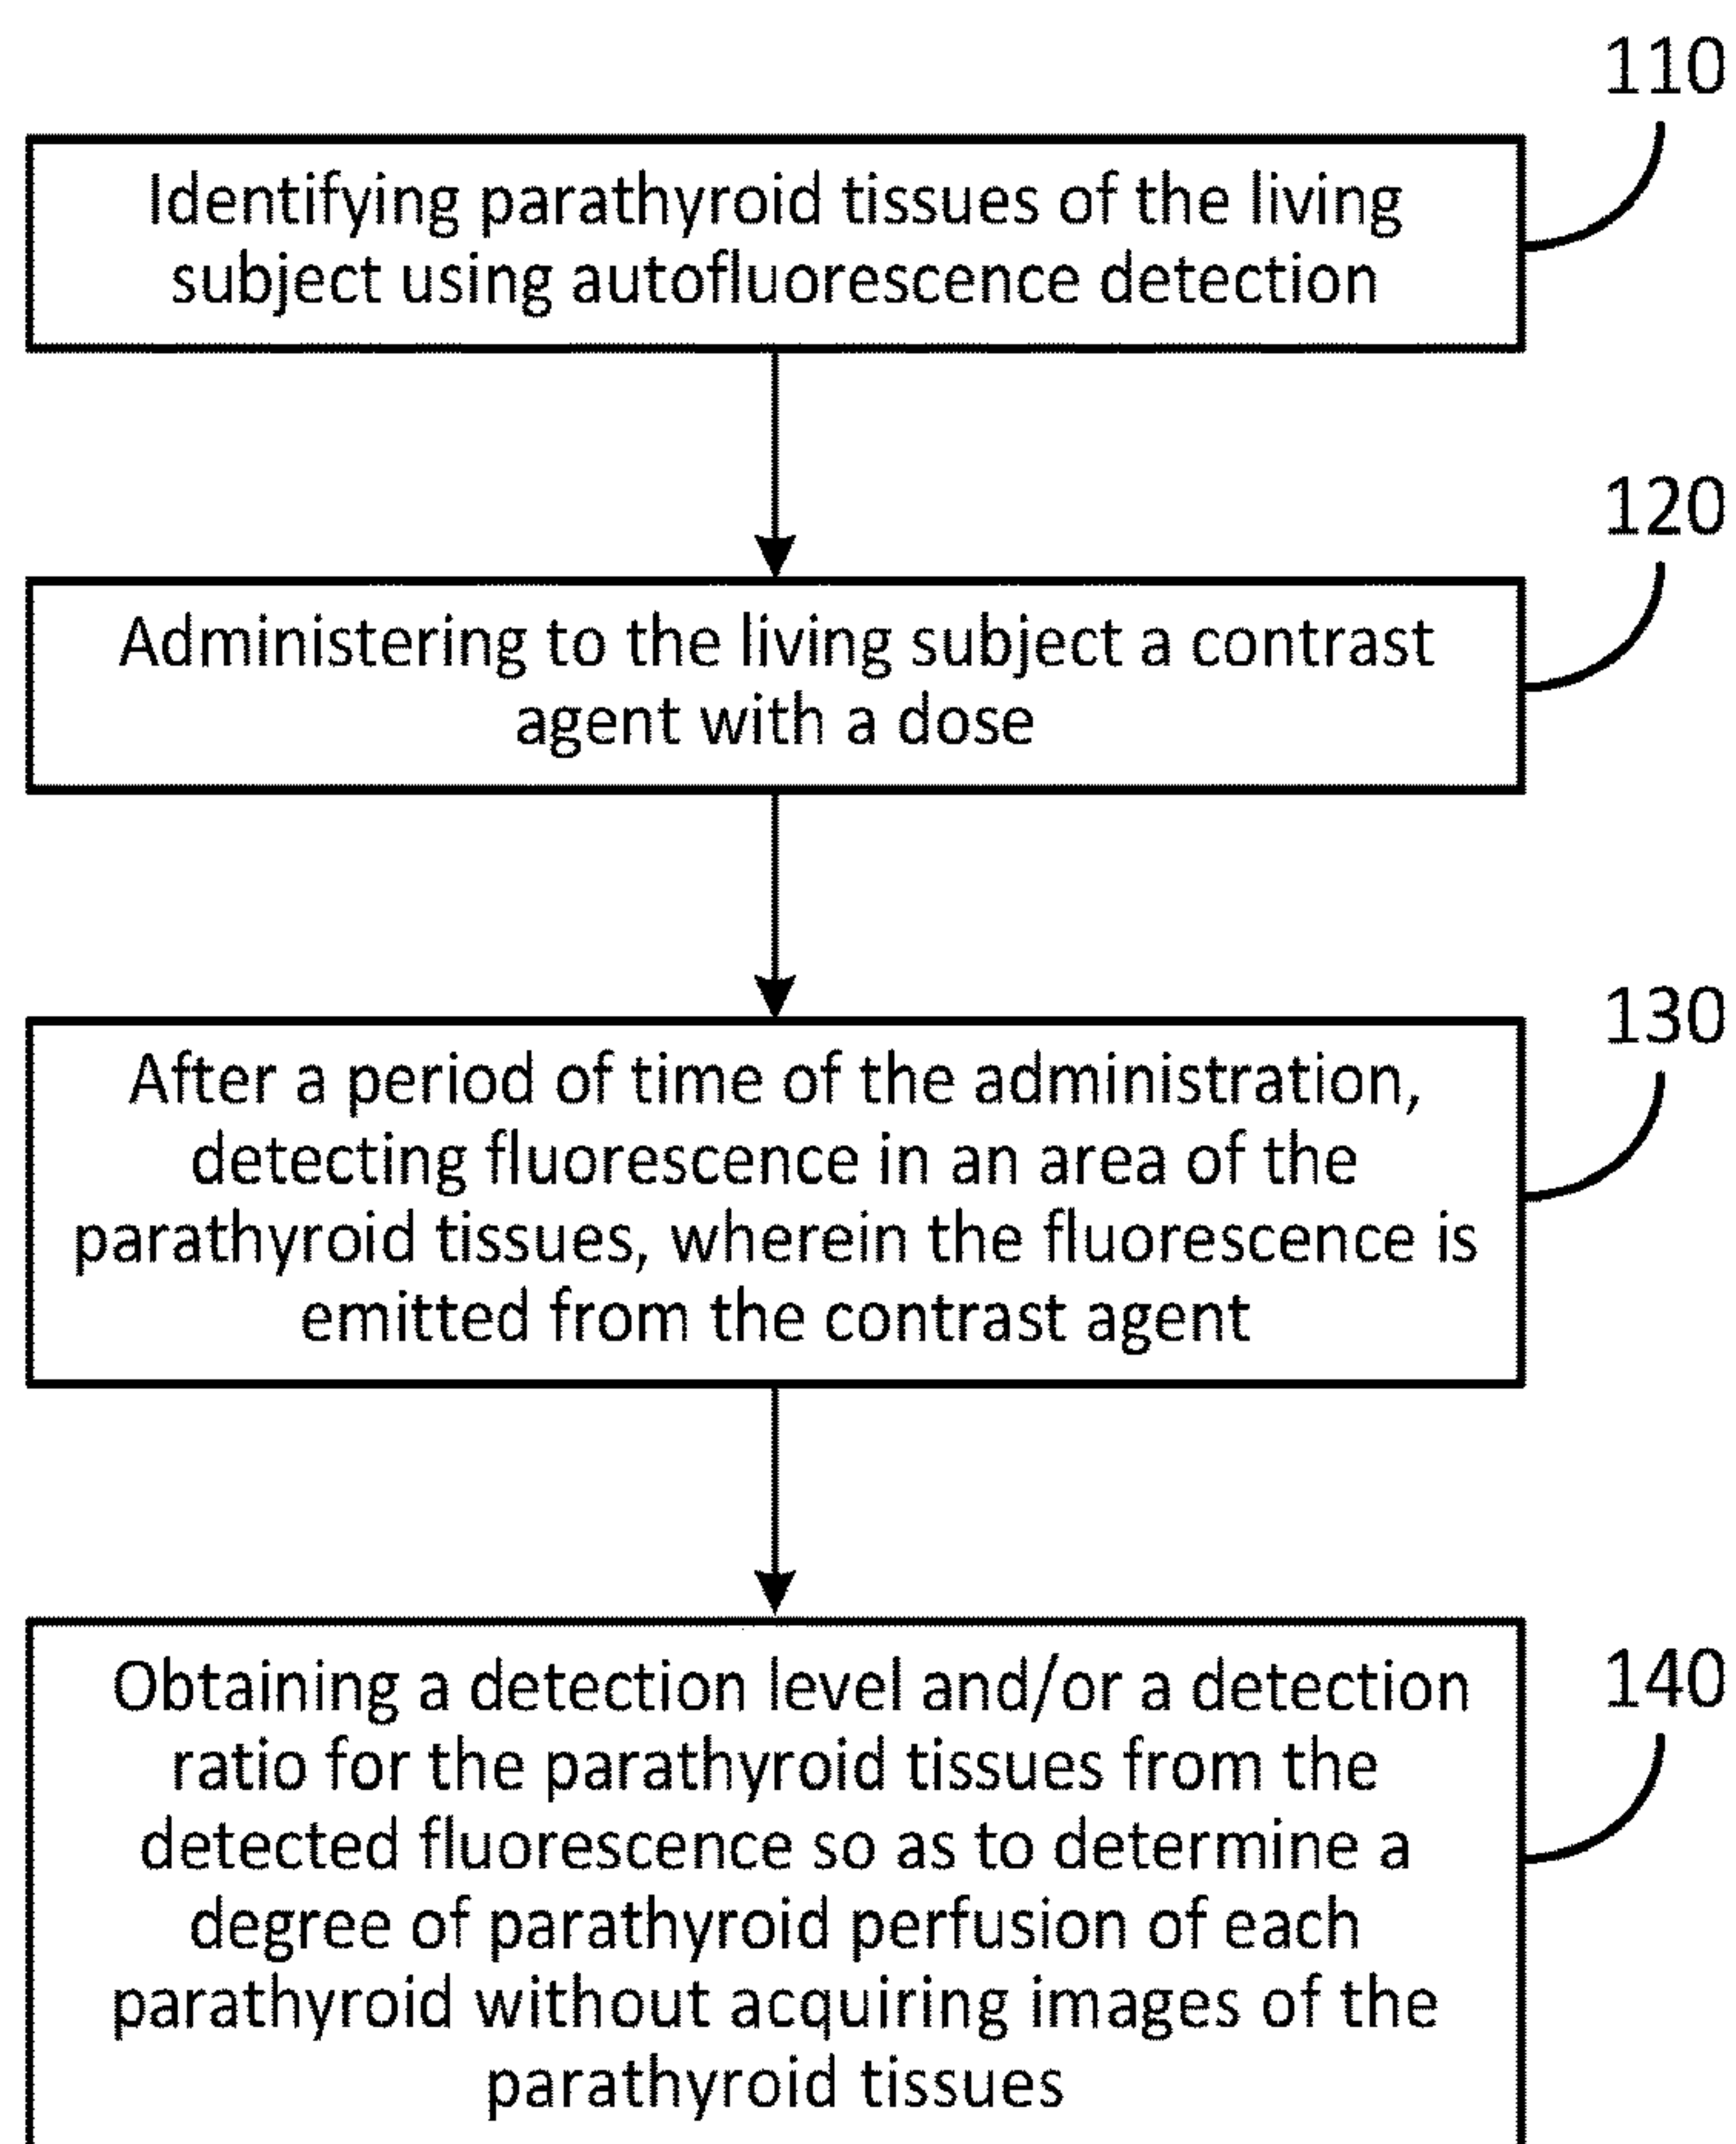 110
Identifying parathyroid tissues of the living
subject using autofluorescence detection
120
Administering to the living subject a contrast
agent with a dose
130
After a period of time of the administration,
detecting fluorescence in an area of the
parathyroid tissues, wherein the fluorescence is
emitted from the contrast agent
140
Obtaining a detection level and/or a detection
ratio for the parathyroid tissues from the
detected fluorescence so as to determine a
degree of parathyroid perfusion of each
parathyroid without acquiring images of the
parathyroid tissues